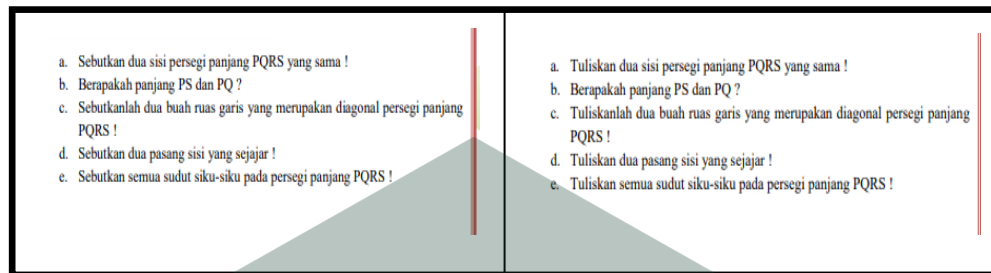 a. Sebutkan dua sisi persegi panjang PQRS yang sama !
b. Berapakah panjang PS dan PQ ?
c. Sebutkanlah dua buah ruas garis yang merupakan diagonal persegi panjang
PQRS !
d. Sebutkan dua pasang sisi yang sejajar !
e. Sebutkan semua sudut siku-siku pada persegi panjang PQRS !
a. Tuliskan dua sisi persegi panjang PQRS yang sama !
b. Berapakah panjang PS dan PQ ?
c. Tuliskanlah dua buah ruas garis yang merupakan diagonal persegi panjang
PQRS !
d. Tuliskan dua pasang sisi yang sejajar !
e. Tuliskan semua sudut siku-siku pada persegi panjang PQRS !